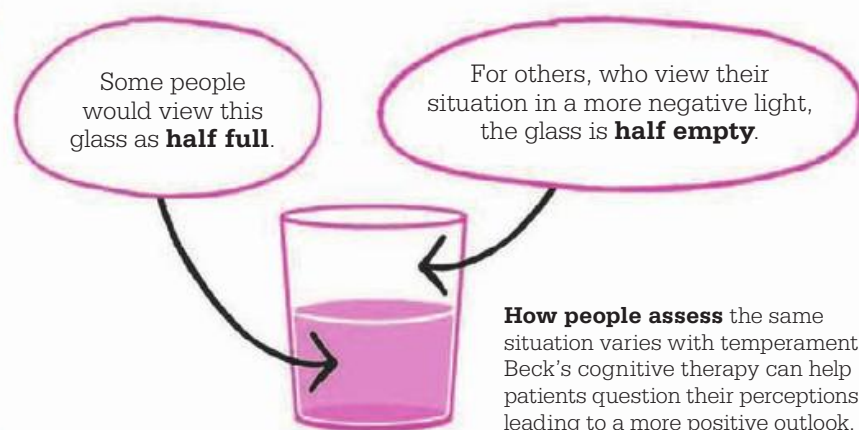 Some people
would view this
glass as half full.
For others, who view their
situation in a more negative light,
the glass is half empty.
How people assess the same
situation varies with temperament
Beck's cognitive therapy can help
patients question their perceptions
leading to a more positive outlook.